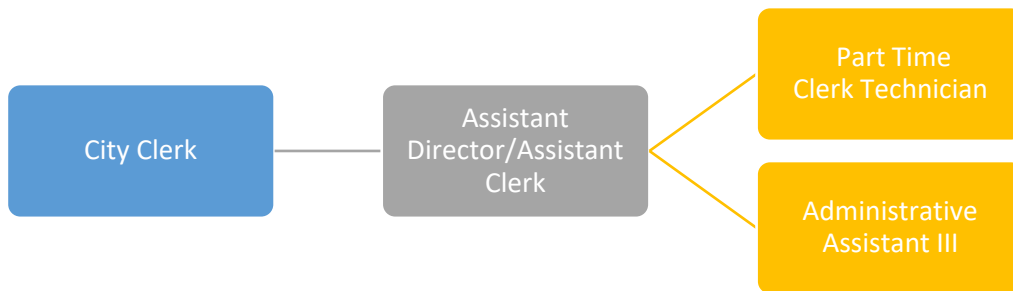 City Clerk
Assistant
Director/Assistant
Clerk
Part Time
Clerk Technician
Administrative
Assistant III